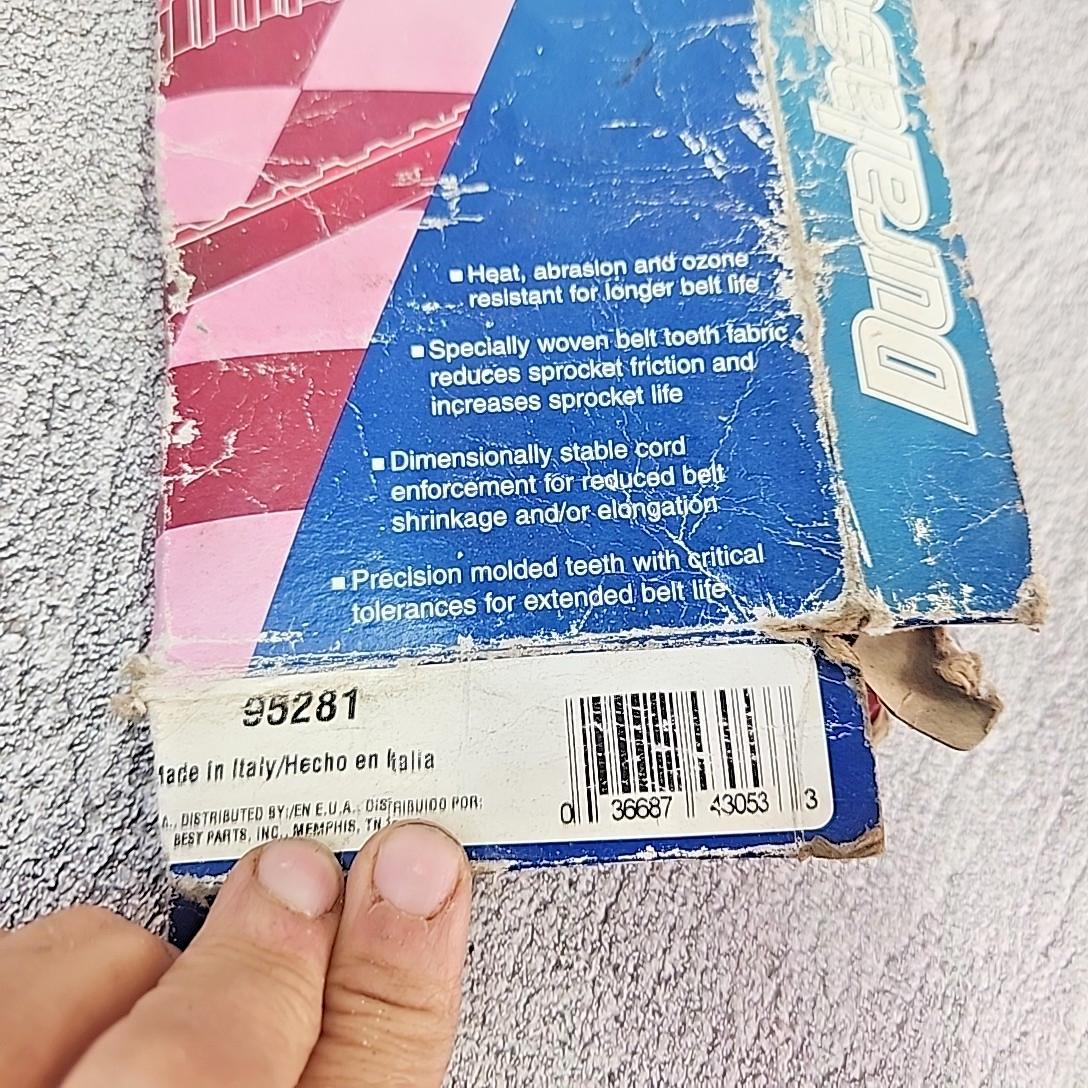 Duralast
■ Heat, abrasion and ozone
resistant for longer belt life
■ Specially woven belt tooth fabric
reduces sprocket friction and
increases sprocket life
■ Dimensionally stable cord
enforcement for reduced belt
shrinkage and/or elongation
■ Precision molded teeth with critical
tolerances for extended belt life
95281
Made in Italy/Hecho en Italia
A., DISTRIBUTED BY:/EN E.U.A., DISTRIBUIDO POR:
BEST PARTS, INC., MEMPHIS, TN
0 36687 43053 3